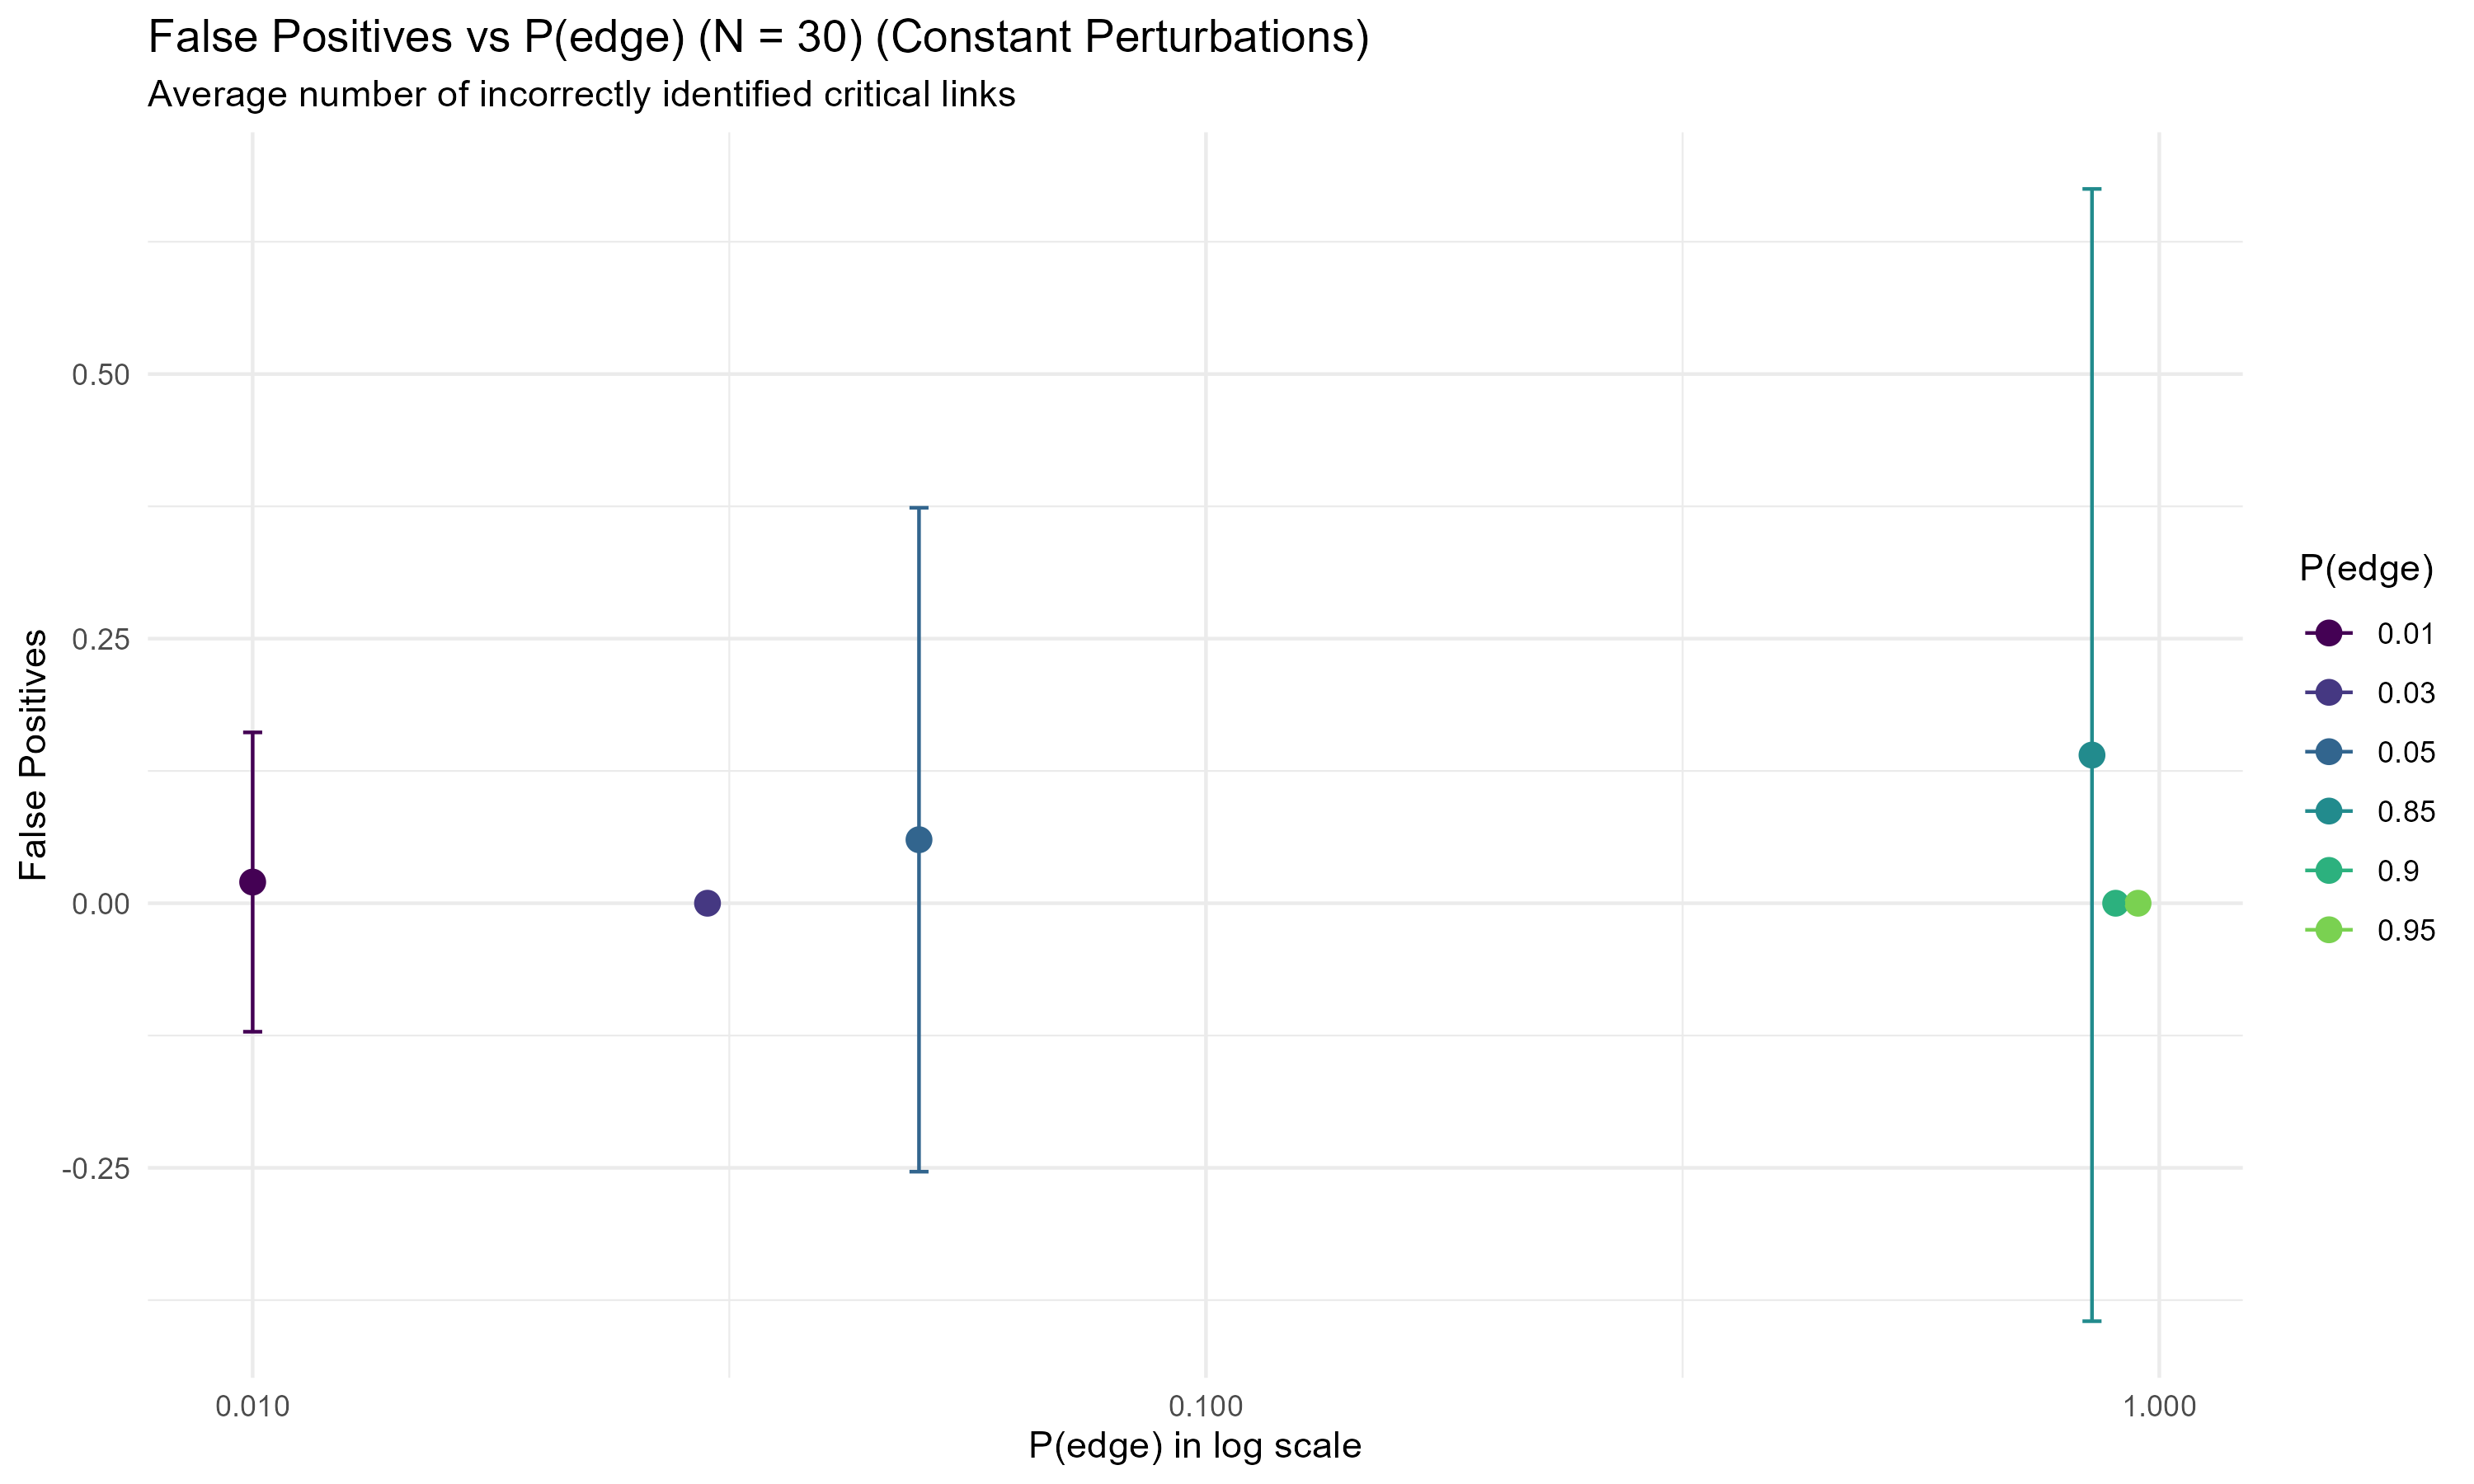 False Positives vs P(edge) (N = 30) (Constant Perturbations)
Average number of incorrectly identified critical links
False Positives
0.50
0.25
0.00
-0.25
0.010
0.100
1.000
P(edge) in log scale
P(edge)
0.01
0.03
0.05
0.85
0.9
0.95